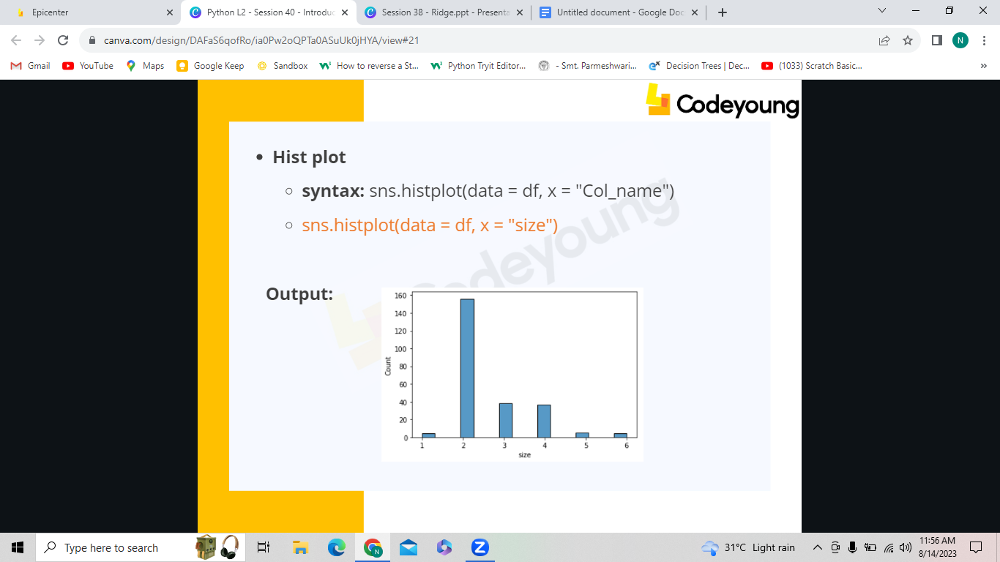 Epicenter
Python L2 - Session 40 - Introduc
Session 38 - Ridge.ppt - Presenta
Untitled document - Google Doc
canva.com/design/DAFaS6qofRo/ia0Pw2oQPTa0ASuUk0jHYA/view#21
N
Gmail
YouTube
Maps
Google Keep
Sandbox
How to reverse a St...
Python Tryit Editor...
- Smt. Parmeshwari...
Decision Trees | Dec...
(1033) Scratch Basic...
»
Codeyoung
• Hist plot
○ syntax: sns.histplot(data = df, x = "Col_name")
○ sns.histplot(data = df, x = "size")
Codeyoung
Output:
160
140
120
100
80
60
40
20
0
Count
1 2 3 4 5 6
size
Type here to search
31°C Light rain
11:56 AM
8/14/2023